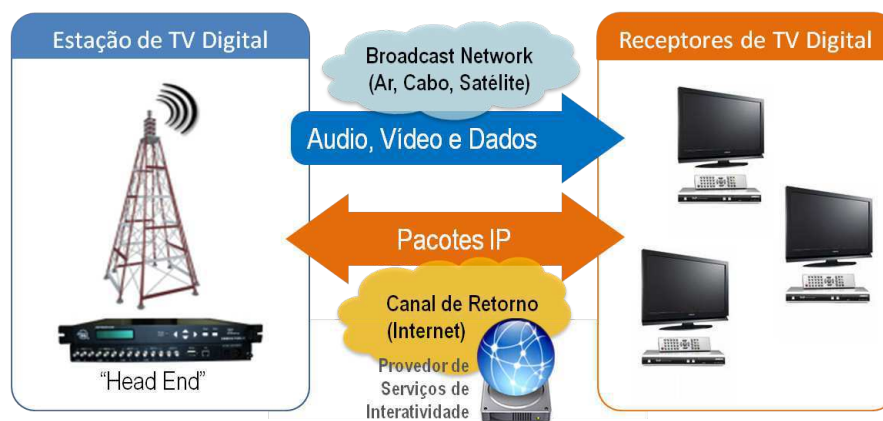 Estação de TV Digital
Broadcast Network
(Ar, Cabo, Satélite)
Receptores de TV Digital
Audio, Vídeo e Dados
Pacotes IP
Canal de Retorno
(Internet)
Provedor de
Serviços de
Interatividade
“Head End”